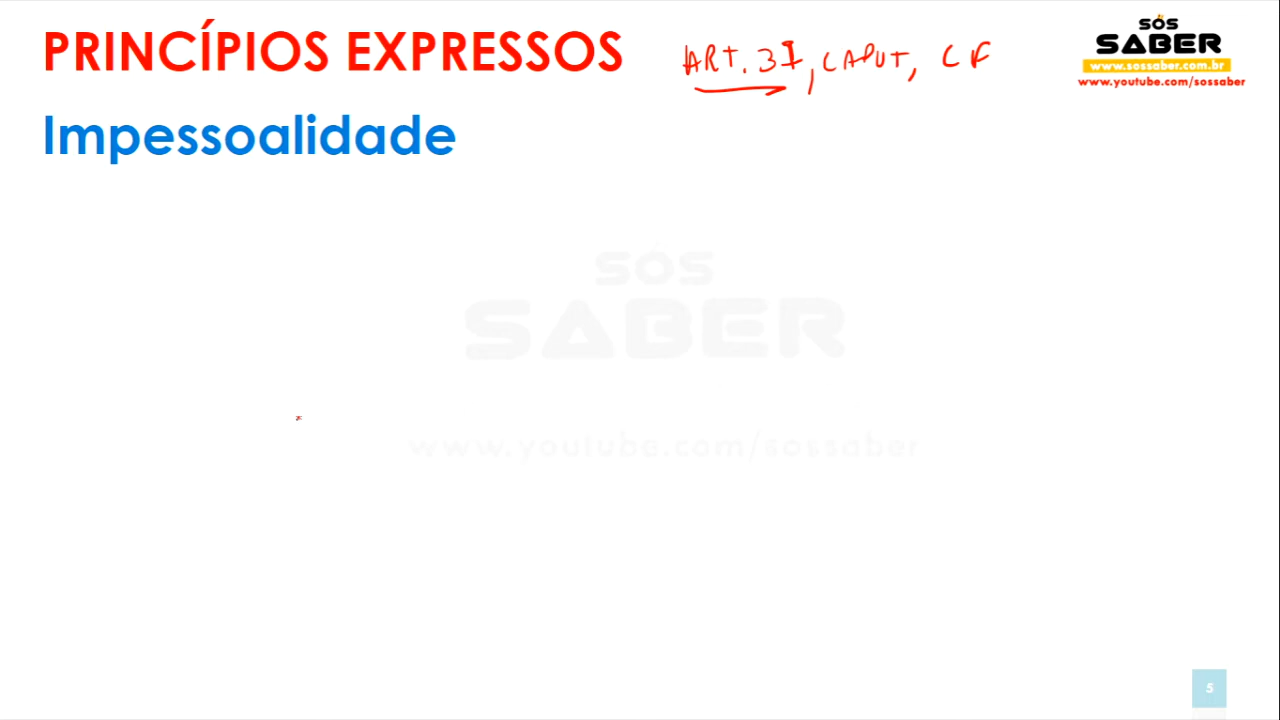 PRINCÍPIOS EXPRESSOS ART. 37, CAPUT, CF
SÓS
SABER
www.sossaber.com.br
www.youtube.com/sossaber
Impessoalidade
SÓS
SABER
www.youtube.com/sossaber
5